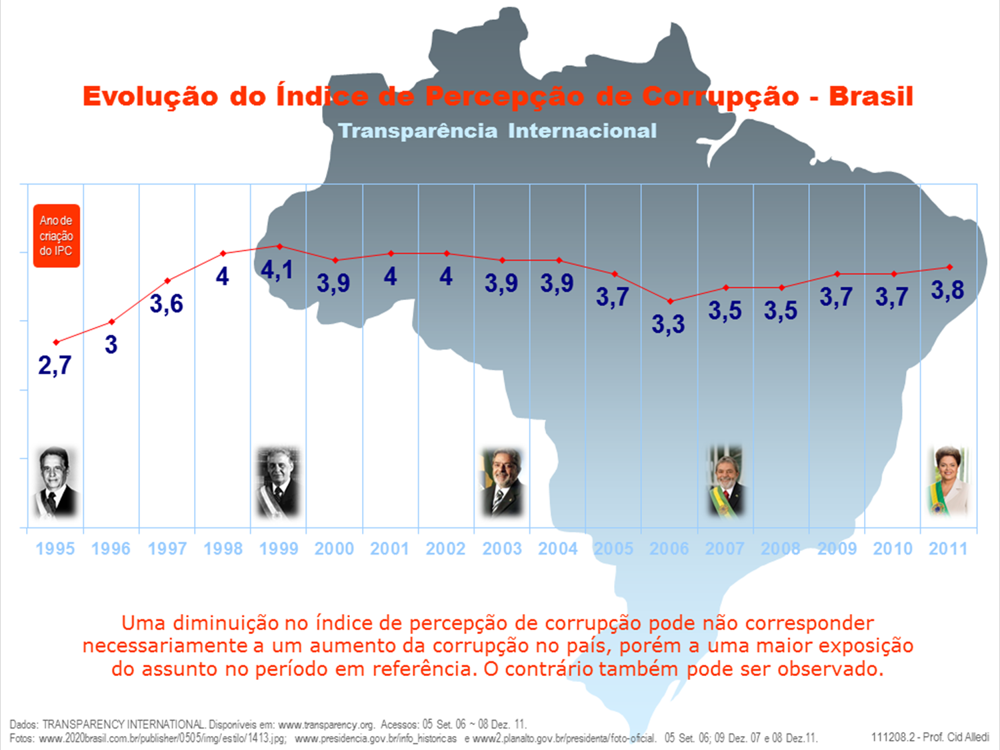 Evolução do Índice de Percepção de Corrupção - Brasil
Transparência Internacional
Ano de
criação
do IPC
2,7
3
3,6
4
4,1
3,9
4
4
3,9
3,9
3,7
3,3
3,5
3,5
3,7
3,7
3,8
1995 1996 1997 1998 1999 2000 2001 2002 2003 2004 2005 2006 2007 2008 2009 2010 2011
Uma diminuição no índice de percepção de corrupção pode não corresponder
necessariamente a um aumento da corrupção no país, porém a uma maior exposição
do assunto no período em referência. O contrário também pode ser observado.
Dados: TRANSPARENCY INTERNATIONAL. Disponíveis em: www.transparency.org. Acessos: 05 Set. 06 ~ 08 Dez. 11.
Fotos: www.2020brasil.com.br/publisher/0505/img/estilo/1413.jpg; www.presidencia.gov.br/info_historicas e www2.planalto.gov.br/presidenta/foto-oficial. 05 Set. 06; 09 Dez. 07 e 08 Dez.11.
111208.2 - Prof. Cid Alledi